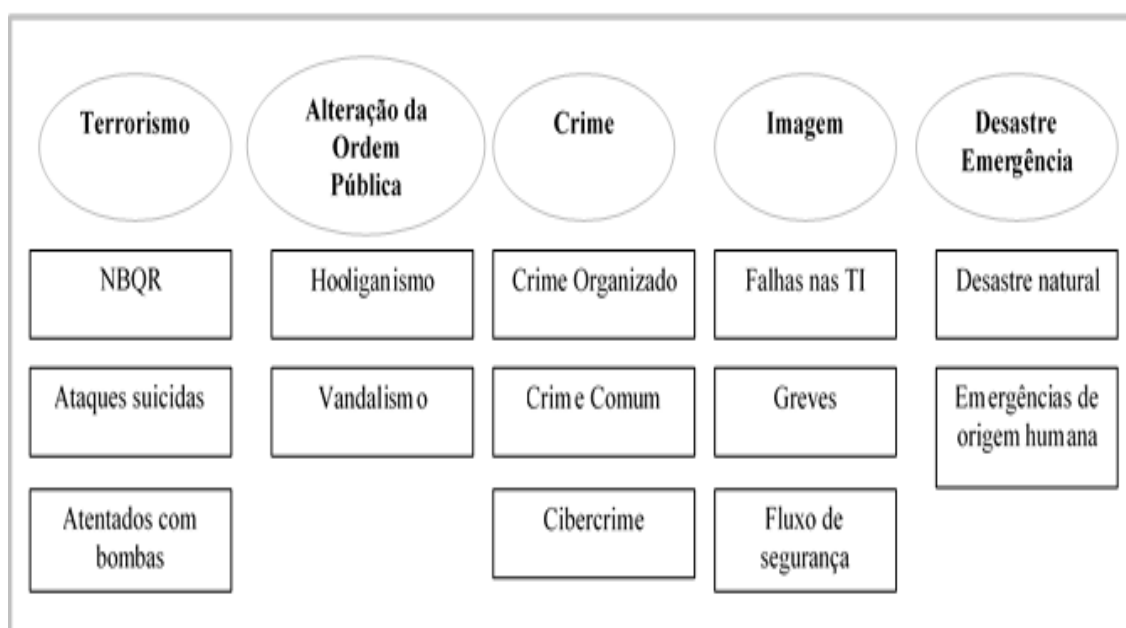 Terrorismo
Alteração da
Ordem
Pública
Crime
Imagem
Desastre
Emergência
NBQR
Hooliganismo
Crime Organizado
Falhas nas TI
Desastre natural
Ataques suicidas
Vandalismo
Crime Comum
Greves
Emergências de
origem humana
Atentados com
bombas
Cibercrime
Fluxo de
segurança